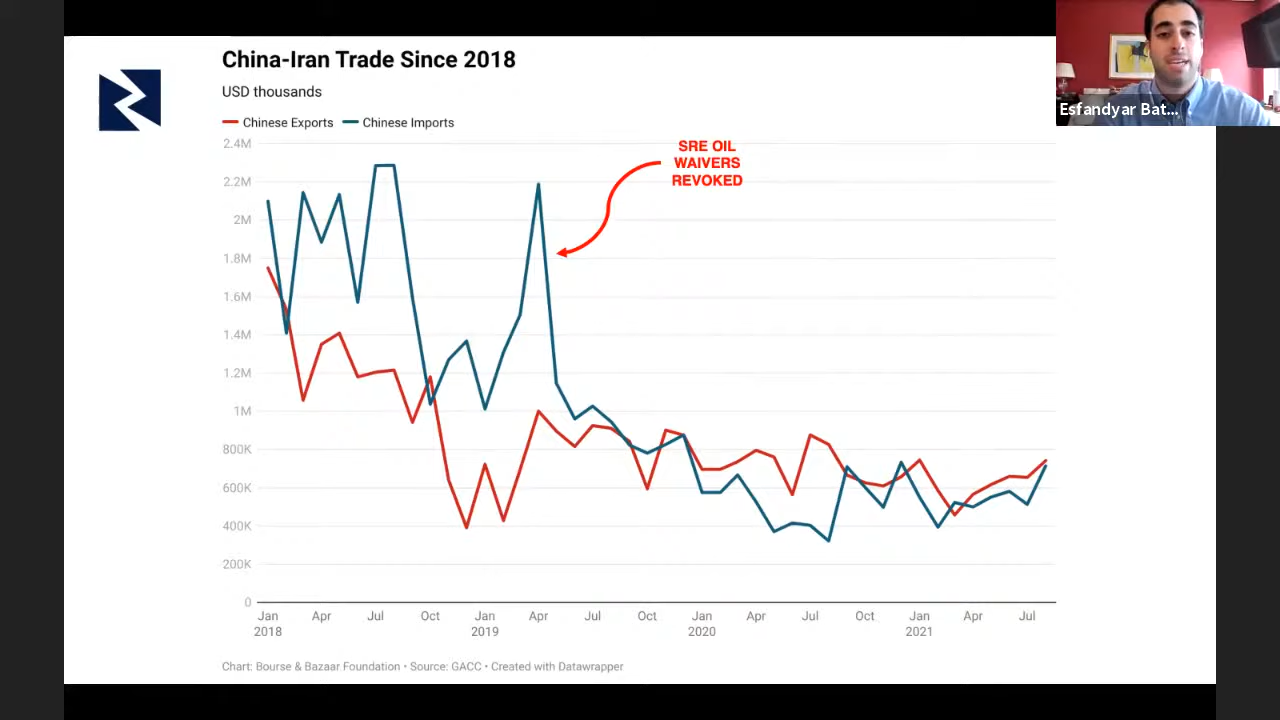 China-Iran Trade Since 2018
USD thousands
Chinese Exports Chinese Imports
2.4M
2.2M
2M
1.8M
1.6M
1.4M
1.2M
1M
800K
600K
400K
200K
0
SRE OIL
WAIVERS
REVOKED
Jan Apr Jul Oct Jan Apr Jul Oct Jan Apr Jul Oct Jan Apr Jul
2018 2019 2020 2021
Chart: Bourse & Bazaar Foundation • Source: GACC • Created with Datawrapper
Esfandyar Bat...